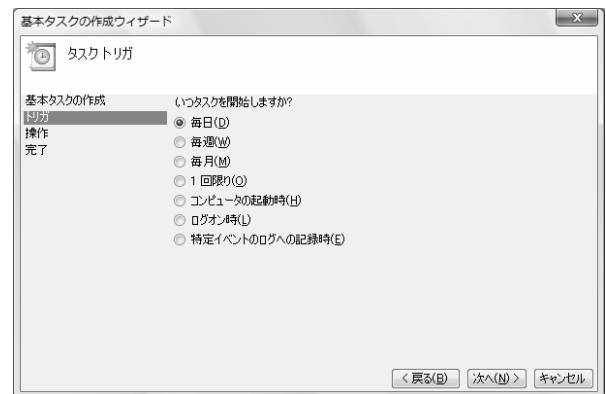 基本タスクの作成ウィザード
タスク トリガ
基本タスクの作成
トリガ
操作
完了
いつタスクを開始しますか?
毎日(D)
毎週(W)
毎月(M)
1 回限り(O)
コンピュータの起動時(H)
ログオン時(L)
特定イベントのログへの記録時(E)
< 戻る(B)
次へ(N) >
キャンセル